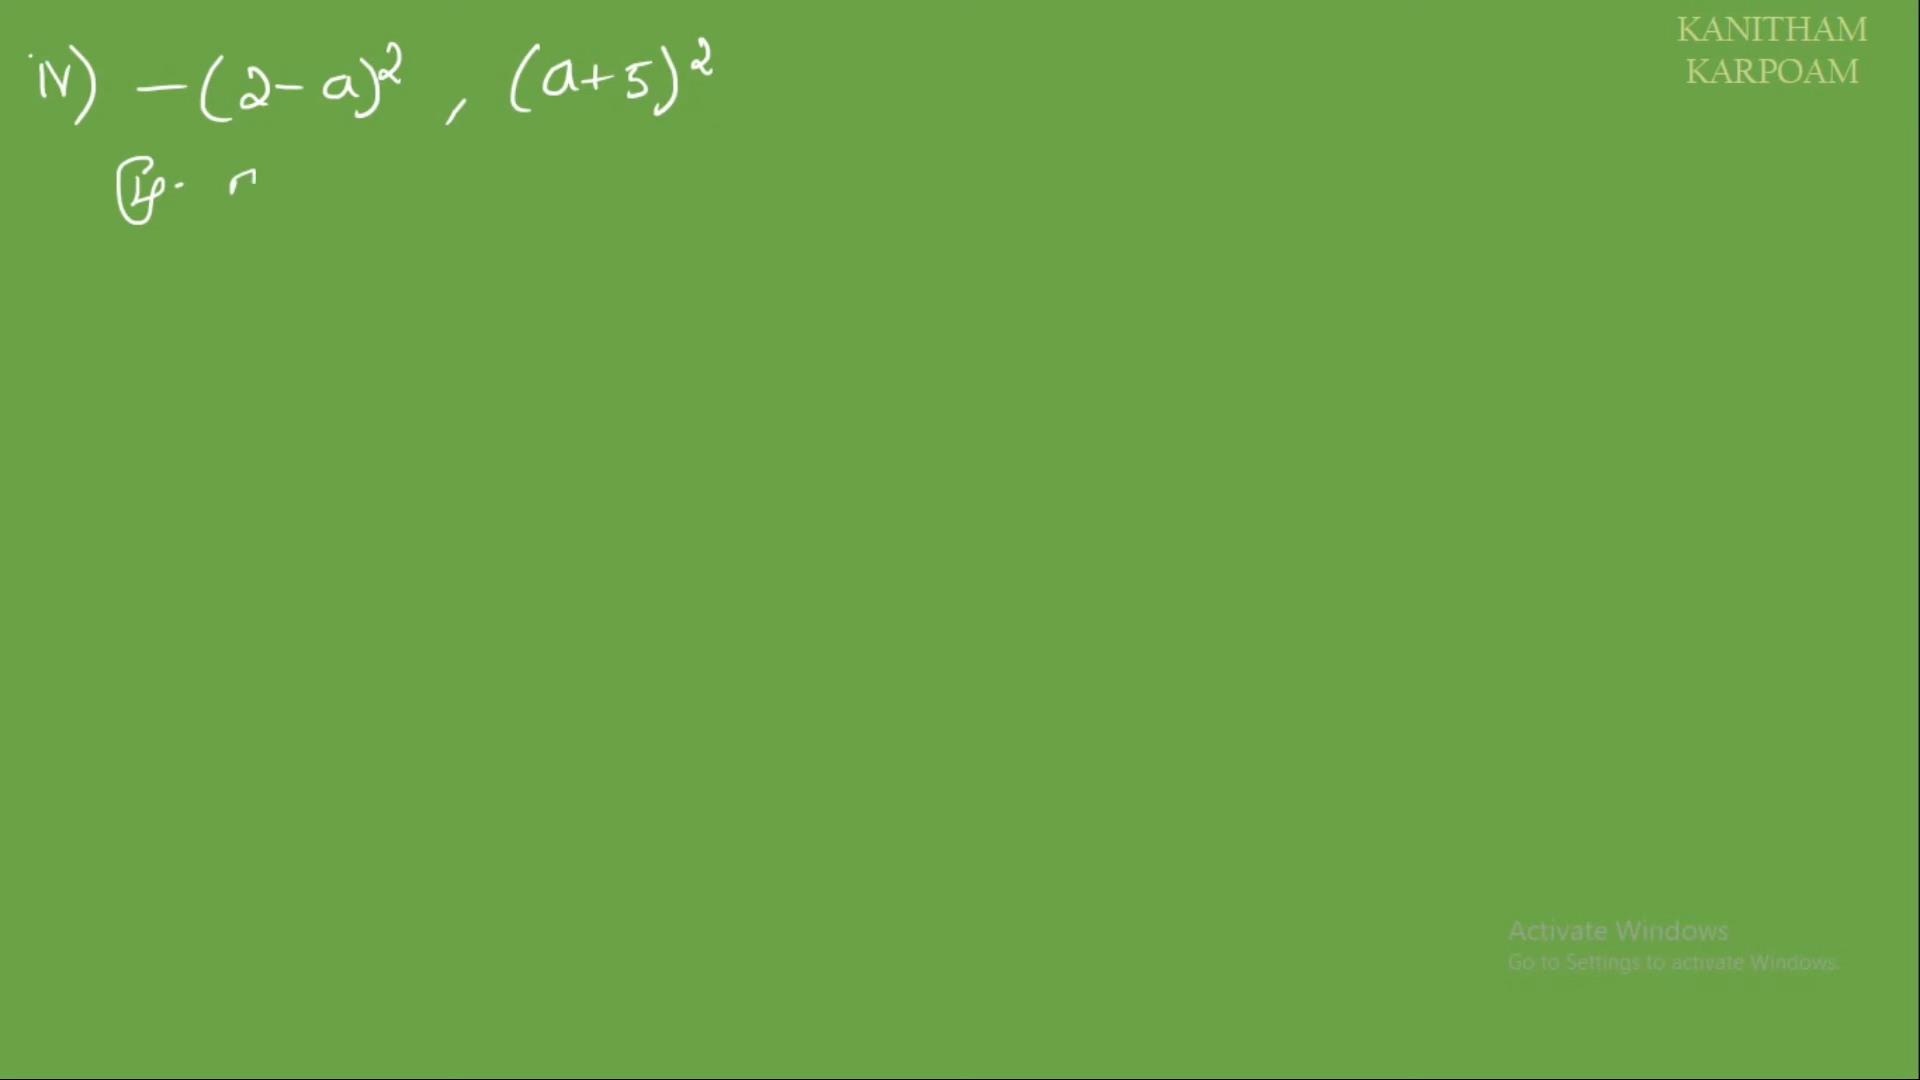 iv) -(2-a)², (a+5)²
KANITHAM
KARPOAM
Activate Windows
Go to Settings to activate Windows.